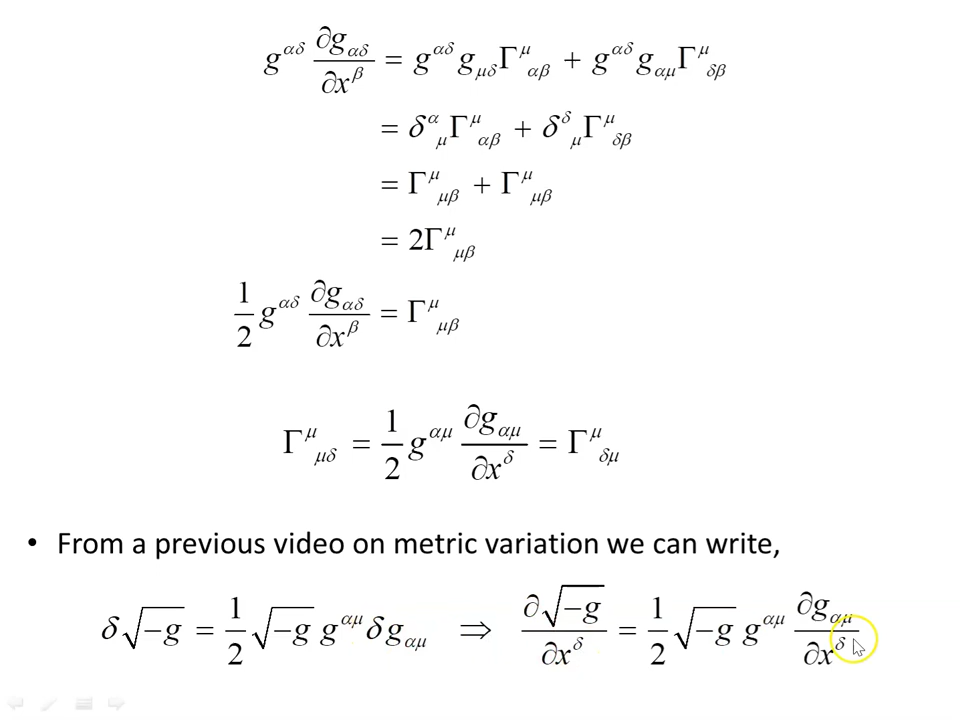 g^{αδ} ∂g_{αδ}/∂x^β = g^{αδ} g_{μδ} Γ^μ_{αβ} + g^{αδ} g_{αμ} Γ^μ_{δβ}
= δ^α_μ Γ^μ_{αβ} + δ^δ_μ Γ^μ_{δβ}
= Γ^μ_{μβ} + Γ^μ_{μβ}
= 2Γ^μ_{μβ}
1/2 g^{αδ} ∂g_{αδ}/∂x^β = Γ^μ_{μβ}
Γ^μ_{μδ} = 1/2 g^{αμ} ∂g_{αμ}/∂x^δ = Γ^μ_{δμ}
• From a previous video on metric variation we can write,
δ√-g = 1/2 √-g g^{αμ} δg_{αμ} ⇒ ∂√-g/∂x^δ = 1/2 √-g g^{αμ} ∂g_{αμ}/∂x^δ